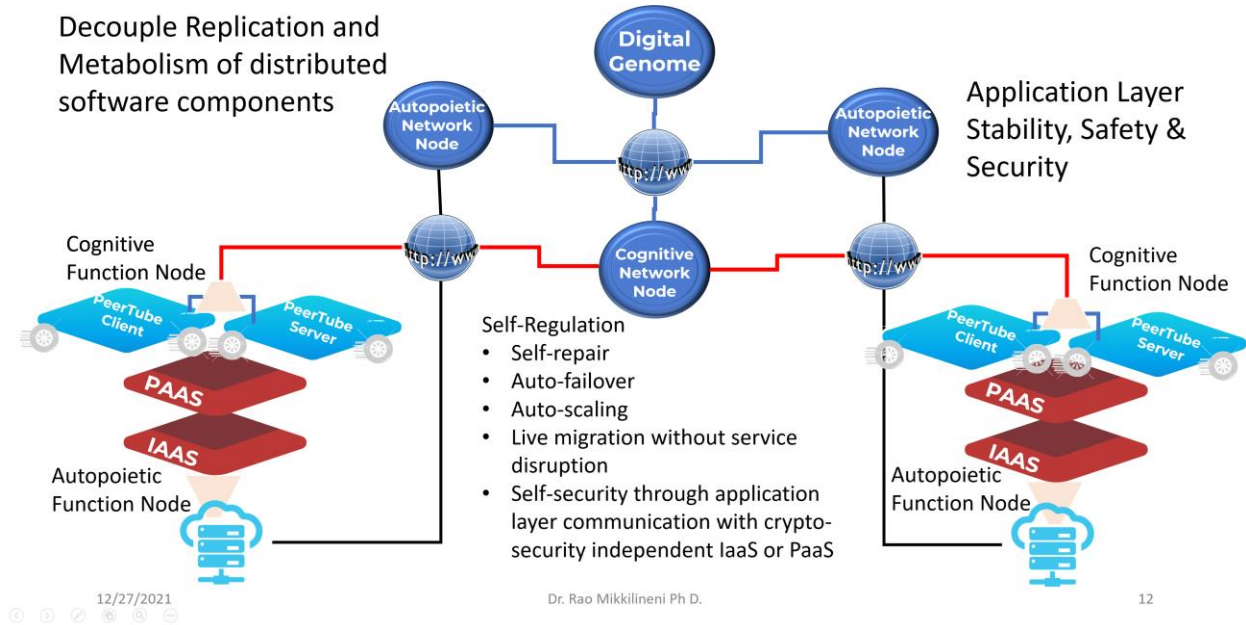 Decouple Replication and
Metabolism of distributed
software components
Digital
Genome
Autopoietic
Network
Node
Autopoietic
Network
Node
Application Layer
Stability, Safety &
Security
http://www
http://www
http://www
Cognitive
Network
Node
Cognitive
Function Node
PeerTube
Client
PeerTube
Server
PAAS
IAAS
Autopoietic
Function Node
Self-Regulation
• Self-repair
• Auto-failover
• Auto-scaling
• Live migration without service
disruption
• Self-security through application
layer communication with crypto-
security independent IaaS or PaaS
Cognitive
Function Node
PeerTube
Client
PeerTube
Server
PAAS
IAAS
Autopoietic
Function Node
12/27/2021
Dr. Rao Mikkilineni Ph D.
12